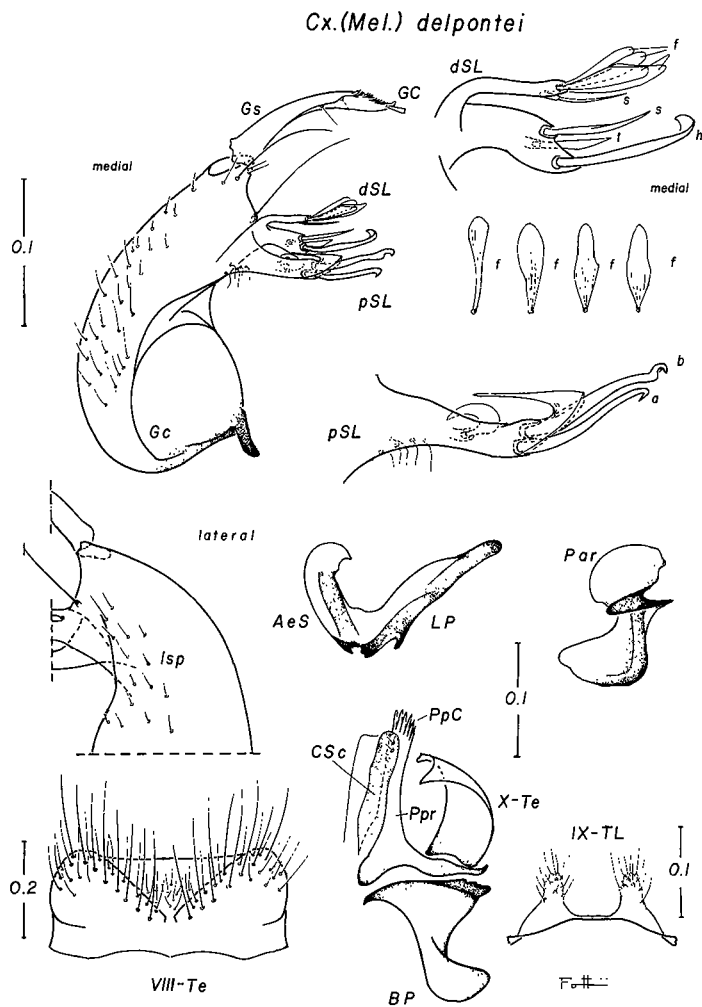 Cx.(Mel.) delpontei
dSL
f
Gs
GC
s
s
t
h
medial
medial
dSL
0.1
f
f
f
f
pSL
b
a
pSL
Gc
lateral
Par
AeS
LP
lsp
0.1
PpC
CSc
X-Te
Ppr
IX-TL
0.1
0.2
VIII-Te
BP